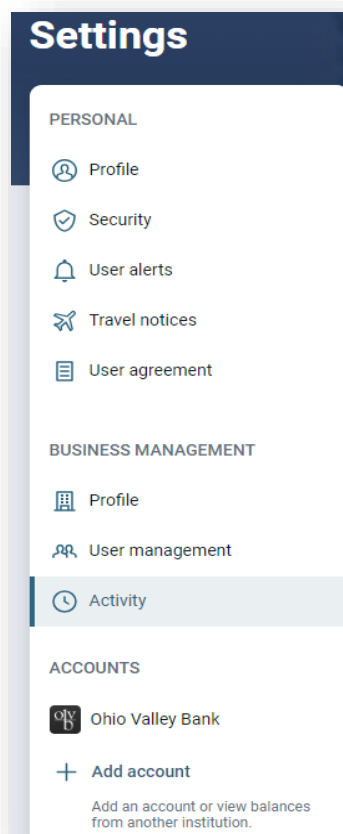 Settings
PERSONAL
Profile
Security
User alerts
Travel notices
User agreement
BUSINESS MANAGEMENT
Profile
User management
Activity
ACCOUNTS
ovb Ohio Valley Bank
Add account
Add an account or view balances
from another institution.